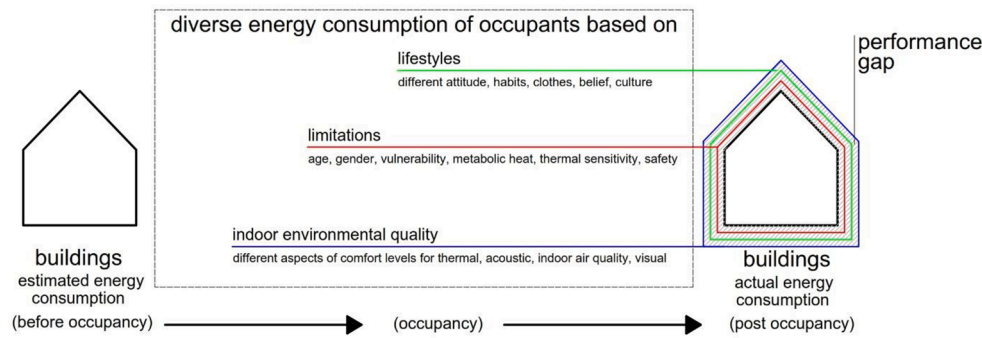 diverse energy consumption of occupants based on
lifestyles
different attitude, habits, clothes, belief, culture
limitations
age, gender, vulnerability, metabolic heat, thermal sensitivity, safety
indoor environmental quality
different aspects of comfort levels for thermal, acoustic, indoor air quality, visual
performance
gap
buildings
estimated energy
consumption
(before occupancy)
(occupancy)
buildings
actual energy
consumption
(post occupancy)